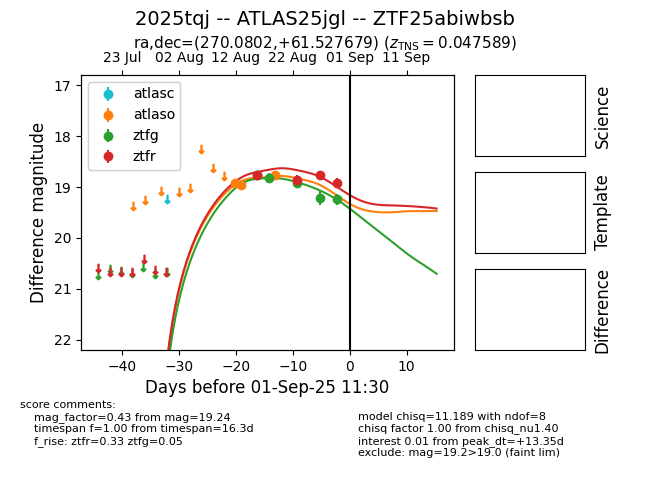 2025tqj -- ATLAS25jgl -- ZTF25abiwbsb
ra,dec=(270.0802,+61.527679) (zTNS = 0.047589)
23 Jul 02 Aug 12 Aug 22 Aug 01 Sep 11 Sep
atlasc
atlaso
ztfg
ztfr
17
18
19
20
21
22
Difference magnitude
−40 −30 −20 −10 0 10
Days before 01-Sep-25 11:30
Science
Template
Difference
score comments:
mag_factor=0.43 from mag=19.24
timespan f=1.00 from timespan=16.3d
f_rise: ztfr=0.33 ztfg=0.05
model chisq=11.189 with ndof=8
chisq factor 1.00 from chisq_nu1.40
interest 0.01 from peak_dt=+13.35d
exclude: mag=19.2>19.0 (faint lim)